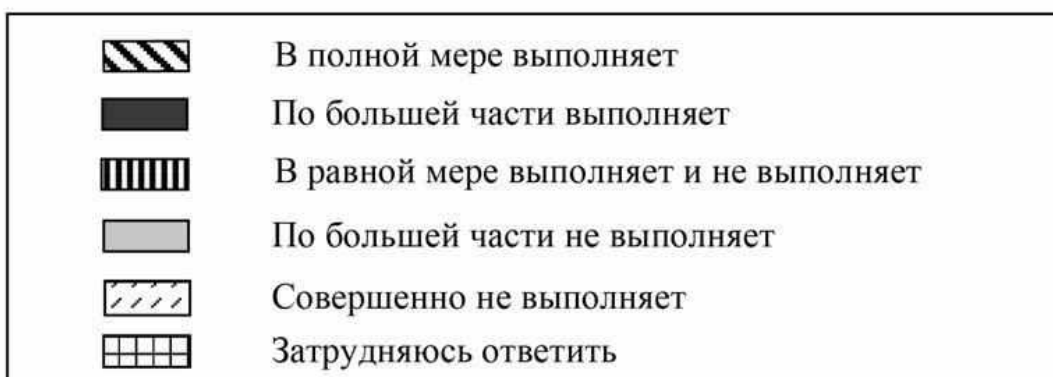 В полной мере выполняет
По большей части выполняет
В равной мере выполняет и не выполняет
По большей части не выполняет
Совершенно не выполняет
Затрудняюсь ответить